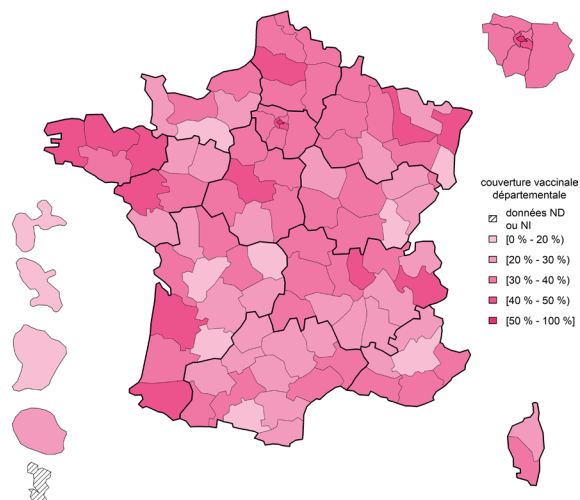 couverture vaccinale
départementale
données ND
ou NI
[0 % - 20 %)
[20 % - 30 %)
[30 % - 40 %)
[40 % - 50 %)
[50 % - 100 %]